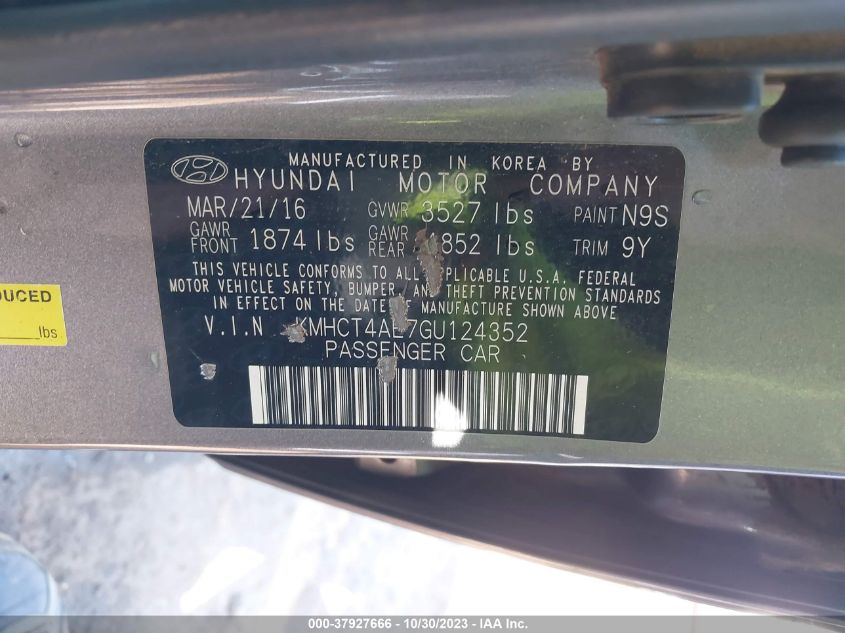 MANUFACTURED IN KOREA BY
HYUNDAI MOTOR COMPANY
MAR/21/16 GVWR 3527 lbs PAINT N9S
GAWR FRONT 1874 lbs GAWR REAR 1852 lbs TRIM 9Y
THIS VEHICLE CONFORMS TO ALL APPLICABLE U.S.A. FEDERAL
MOTOR VEHICLE SAFETY, BUMPER, AND THEFT PREVENTION STANDARDS
IN EFFECT ON THE DATE OF MANUFACTURE SHOWN ABOVE
V.I.N KMHCT4AE7GU124352
PASSENGER CAR
DUCED
lbs
000-37927666 - 10/30/2023 - IAA Inc.